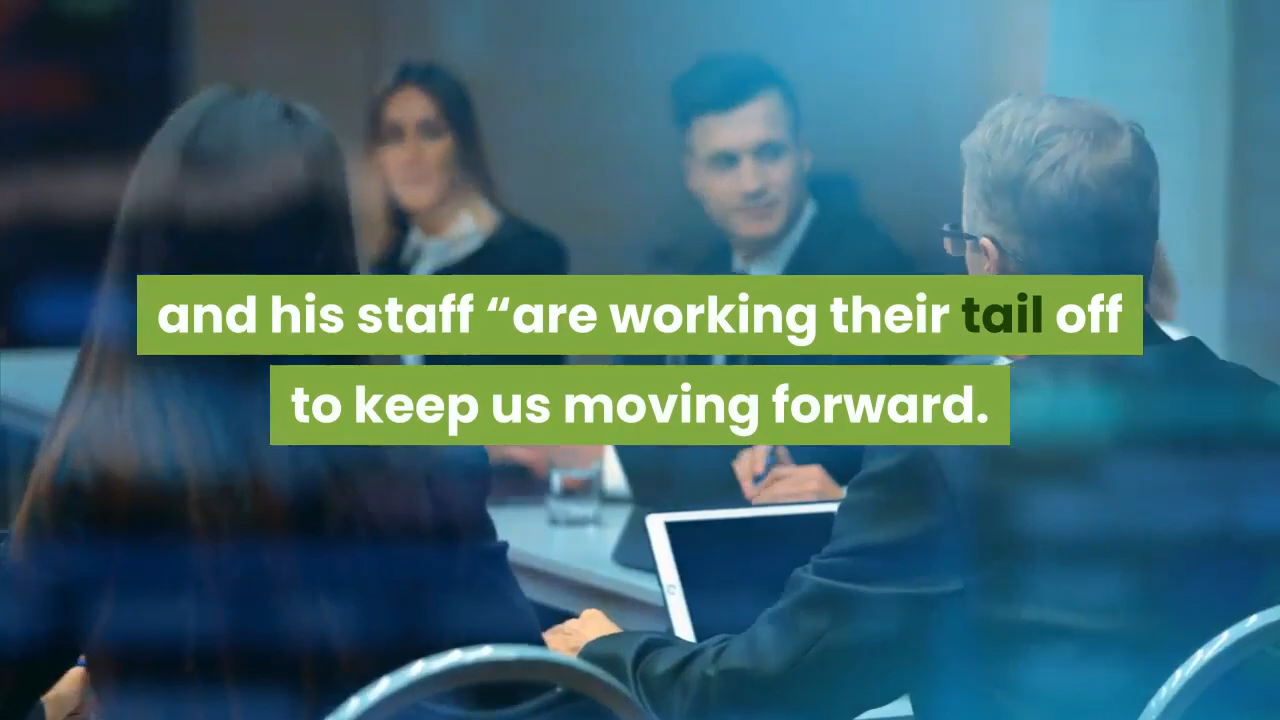 and his staff “are working their tail off
to keep us moving forward.